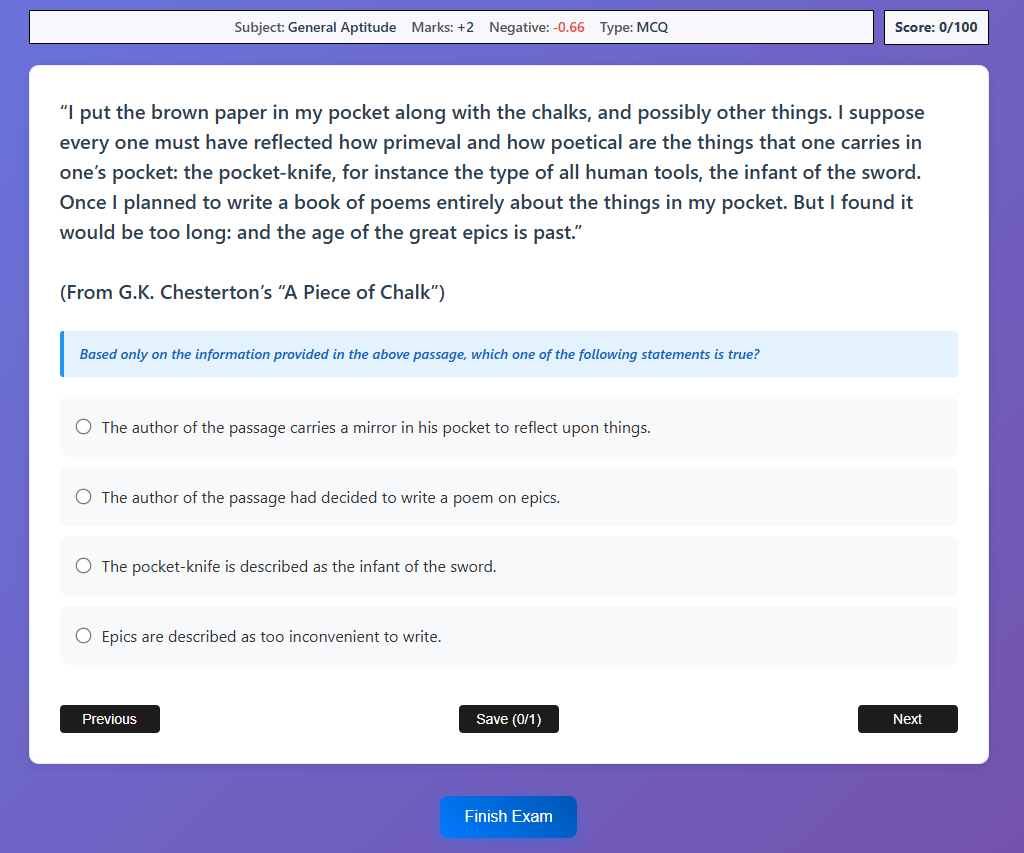 Subject: General Aptitude Marks: +2 Negative: -0.66 Type: MCQ
Score: 0/100
“I put the brown paper in my pocket along with the chalks, and possibly other things. I suppose
every one must have reflected how primeval and how poetical are the things that one carries in
one’s pocket: the pocket-knife, for instance the type of all human tools, the infant of the sword.
Once I planned to write a book of poems entirely about the things in my pocket. But I found it
would be too long: and the age of the great epics is past.”
(From G.K. Chesterton’s “A Piece of Chalk”)
Based only on the information provided in the above passage, which one of the following statements is true?
The author of the passage carries a mirror in his pocket to reflect upon things.
The author of the passage had decided to write a poem on epics.
The pocket-knife is described as the infant of the sword.
Epics are described as too inconvenient to write.
Previous
Save (0/1)
Next
Finish Exam